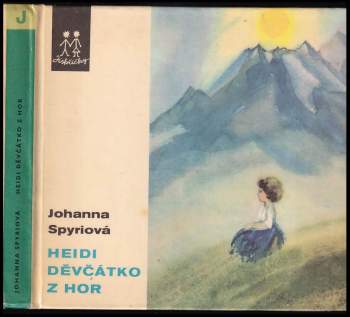 J
JOHANNA SPYRIOVÁ HEIDI DĚVČÁTKO Z HOR
Johanna
Spyriová
HEIDI
DĚVČÁTKO
Z HOR